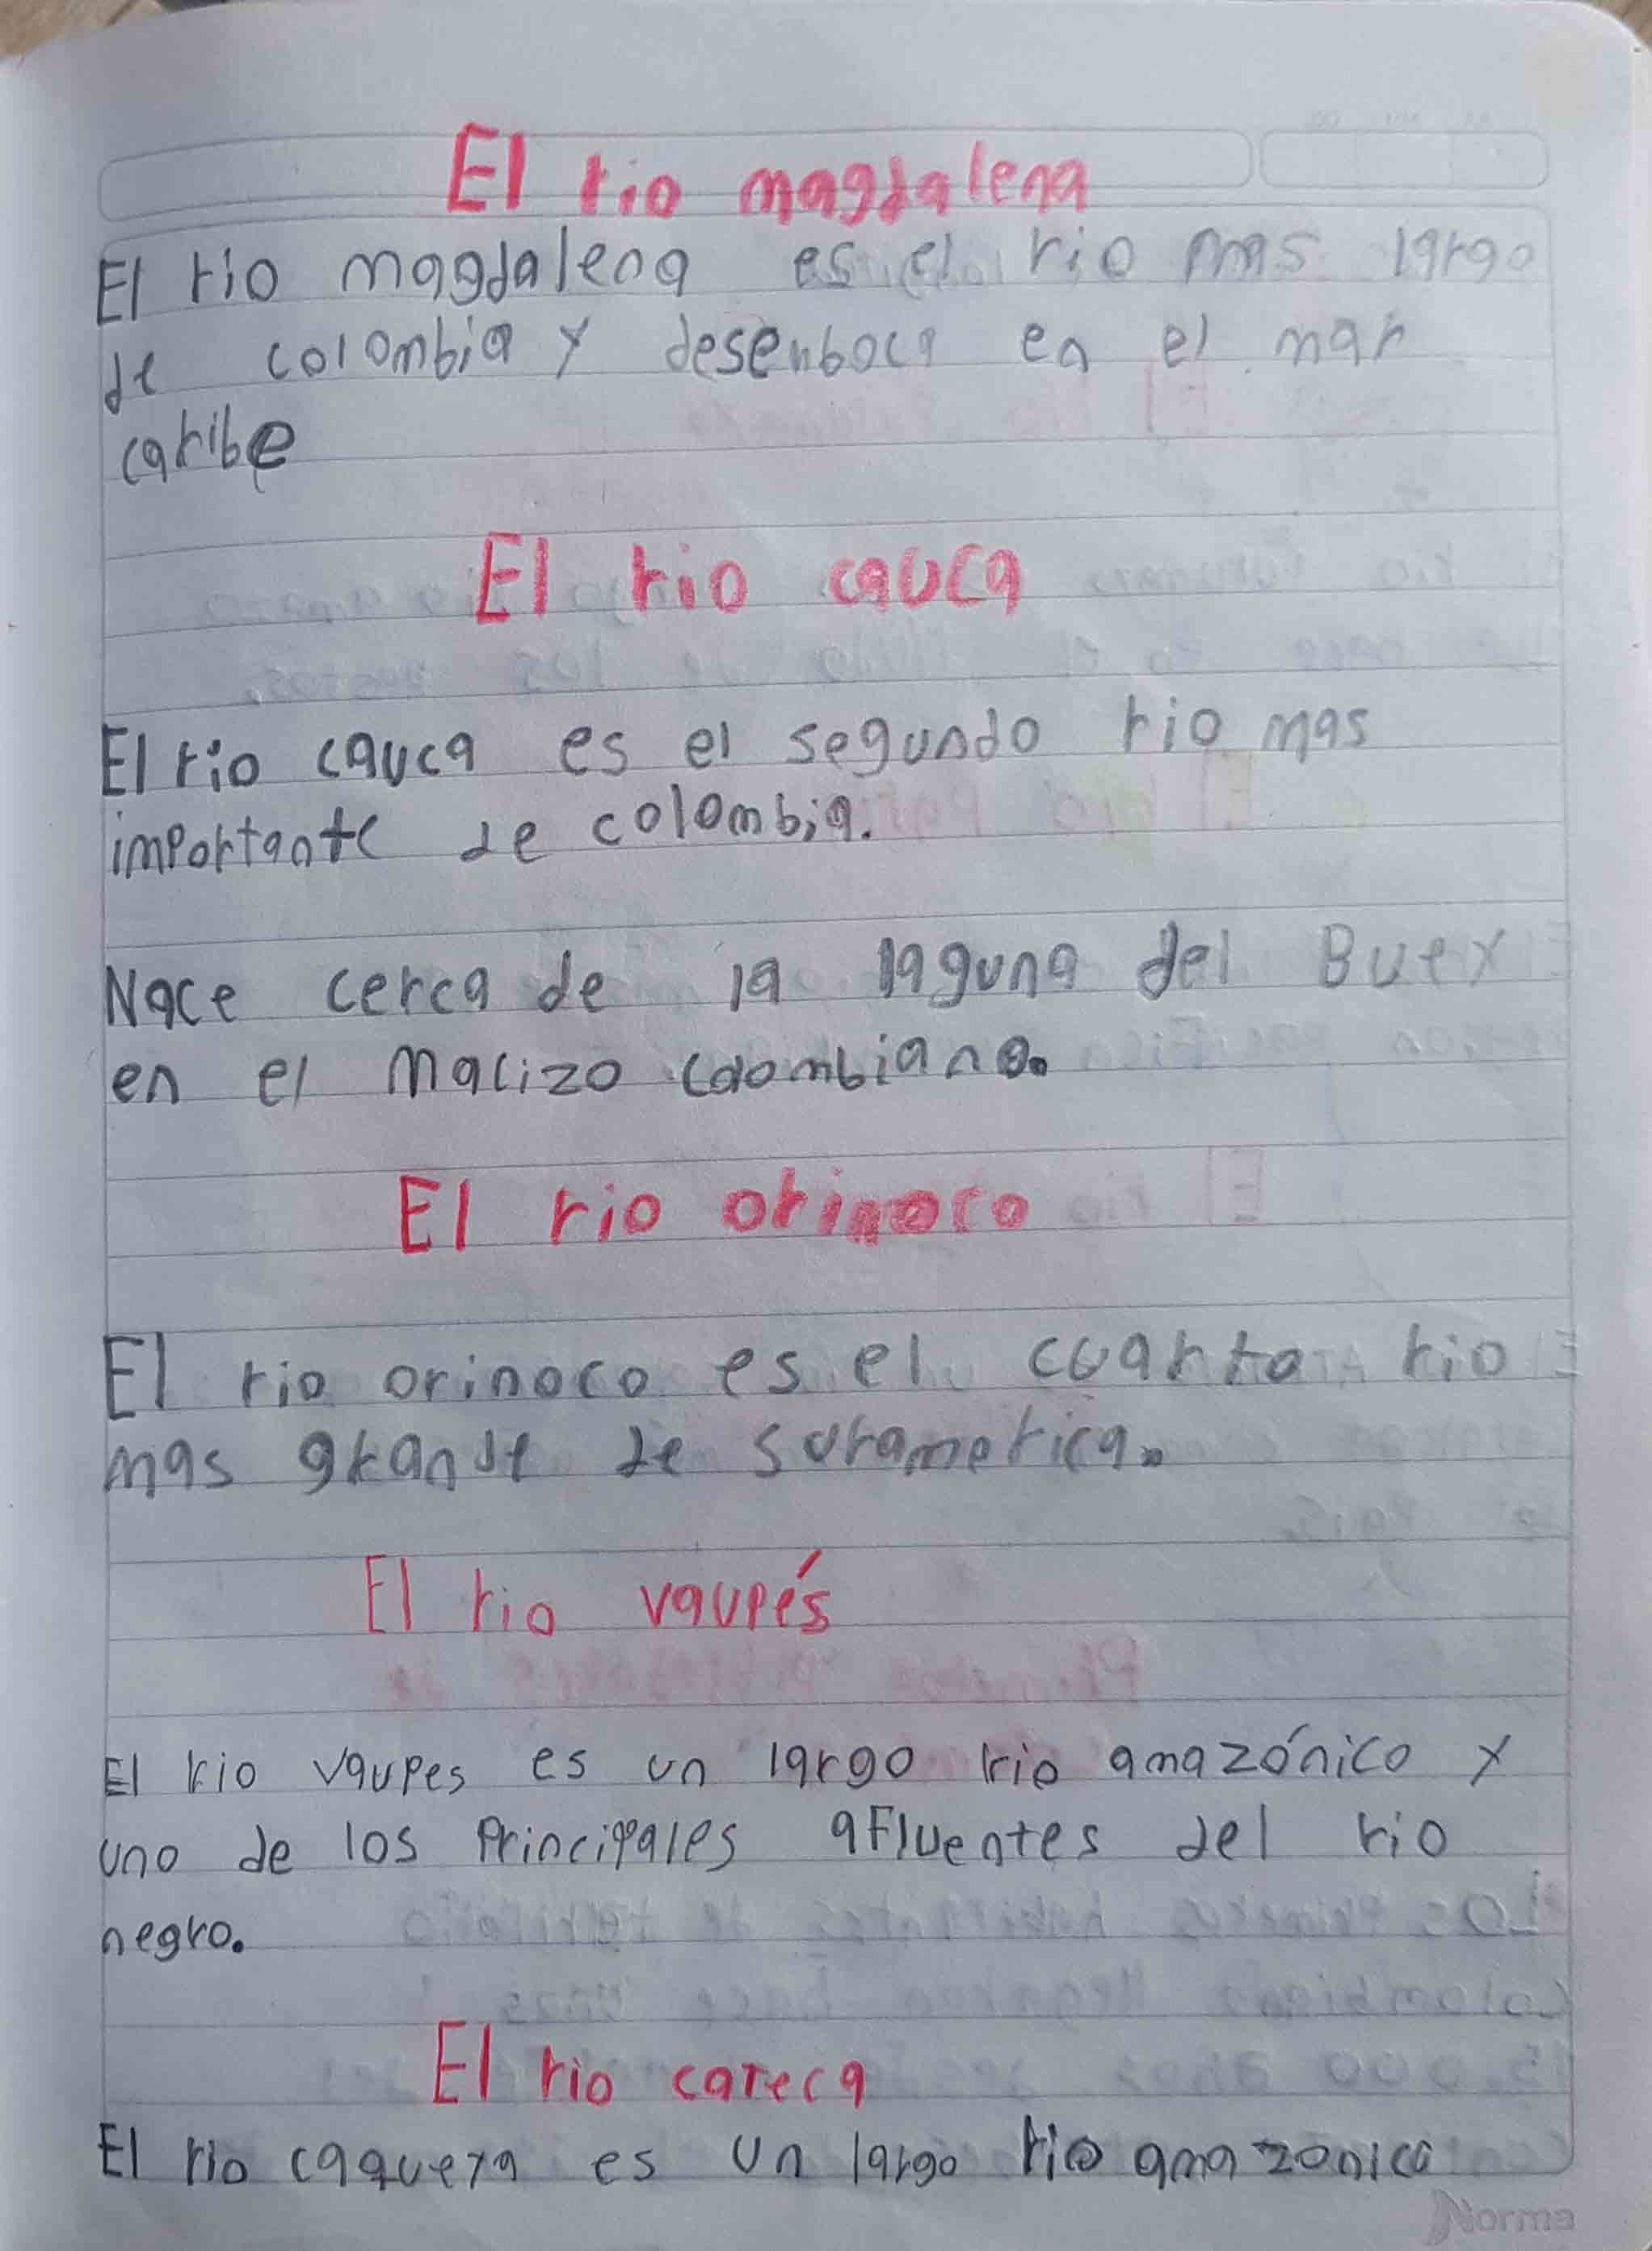 El rio magdalena
El rio magdalena es el rio mas largo
de colombia y desenboca en el mar
caribe
El rio cauca
El rio cauca es el segundo rio mas
importante de colombia.
Nace cerca de la laguna del Buey
en el Macizo Colombiano.
El rio orinoco
El rio orinoco es el cuarto rio
mas grande de suramerica.
El rio vaupés
El rio vaupes es un largo rio amazónico y
uno de los Principales aFluentes del rio
negro.
El rio cateca
El rio caqueya es un largo rio amazonico
Norma